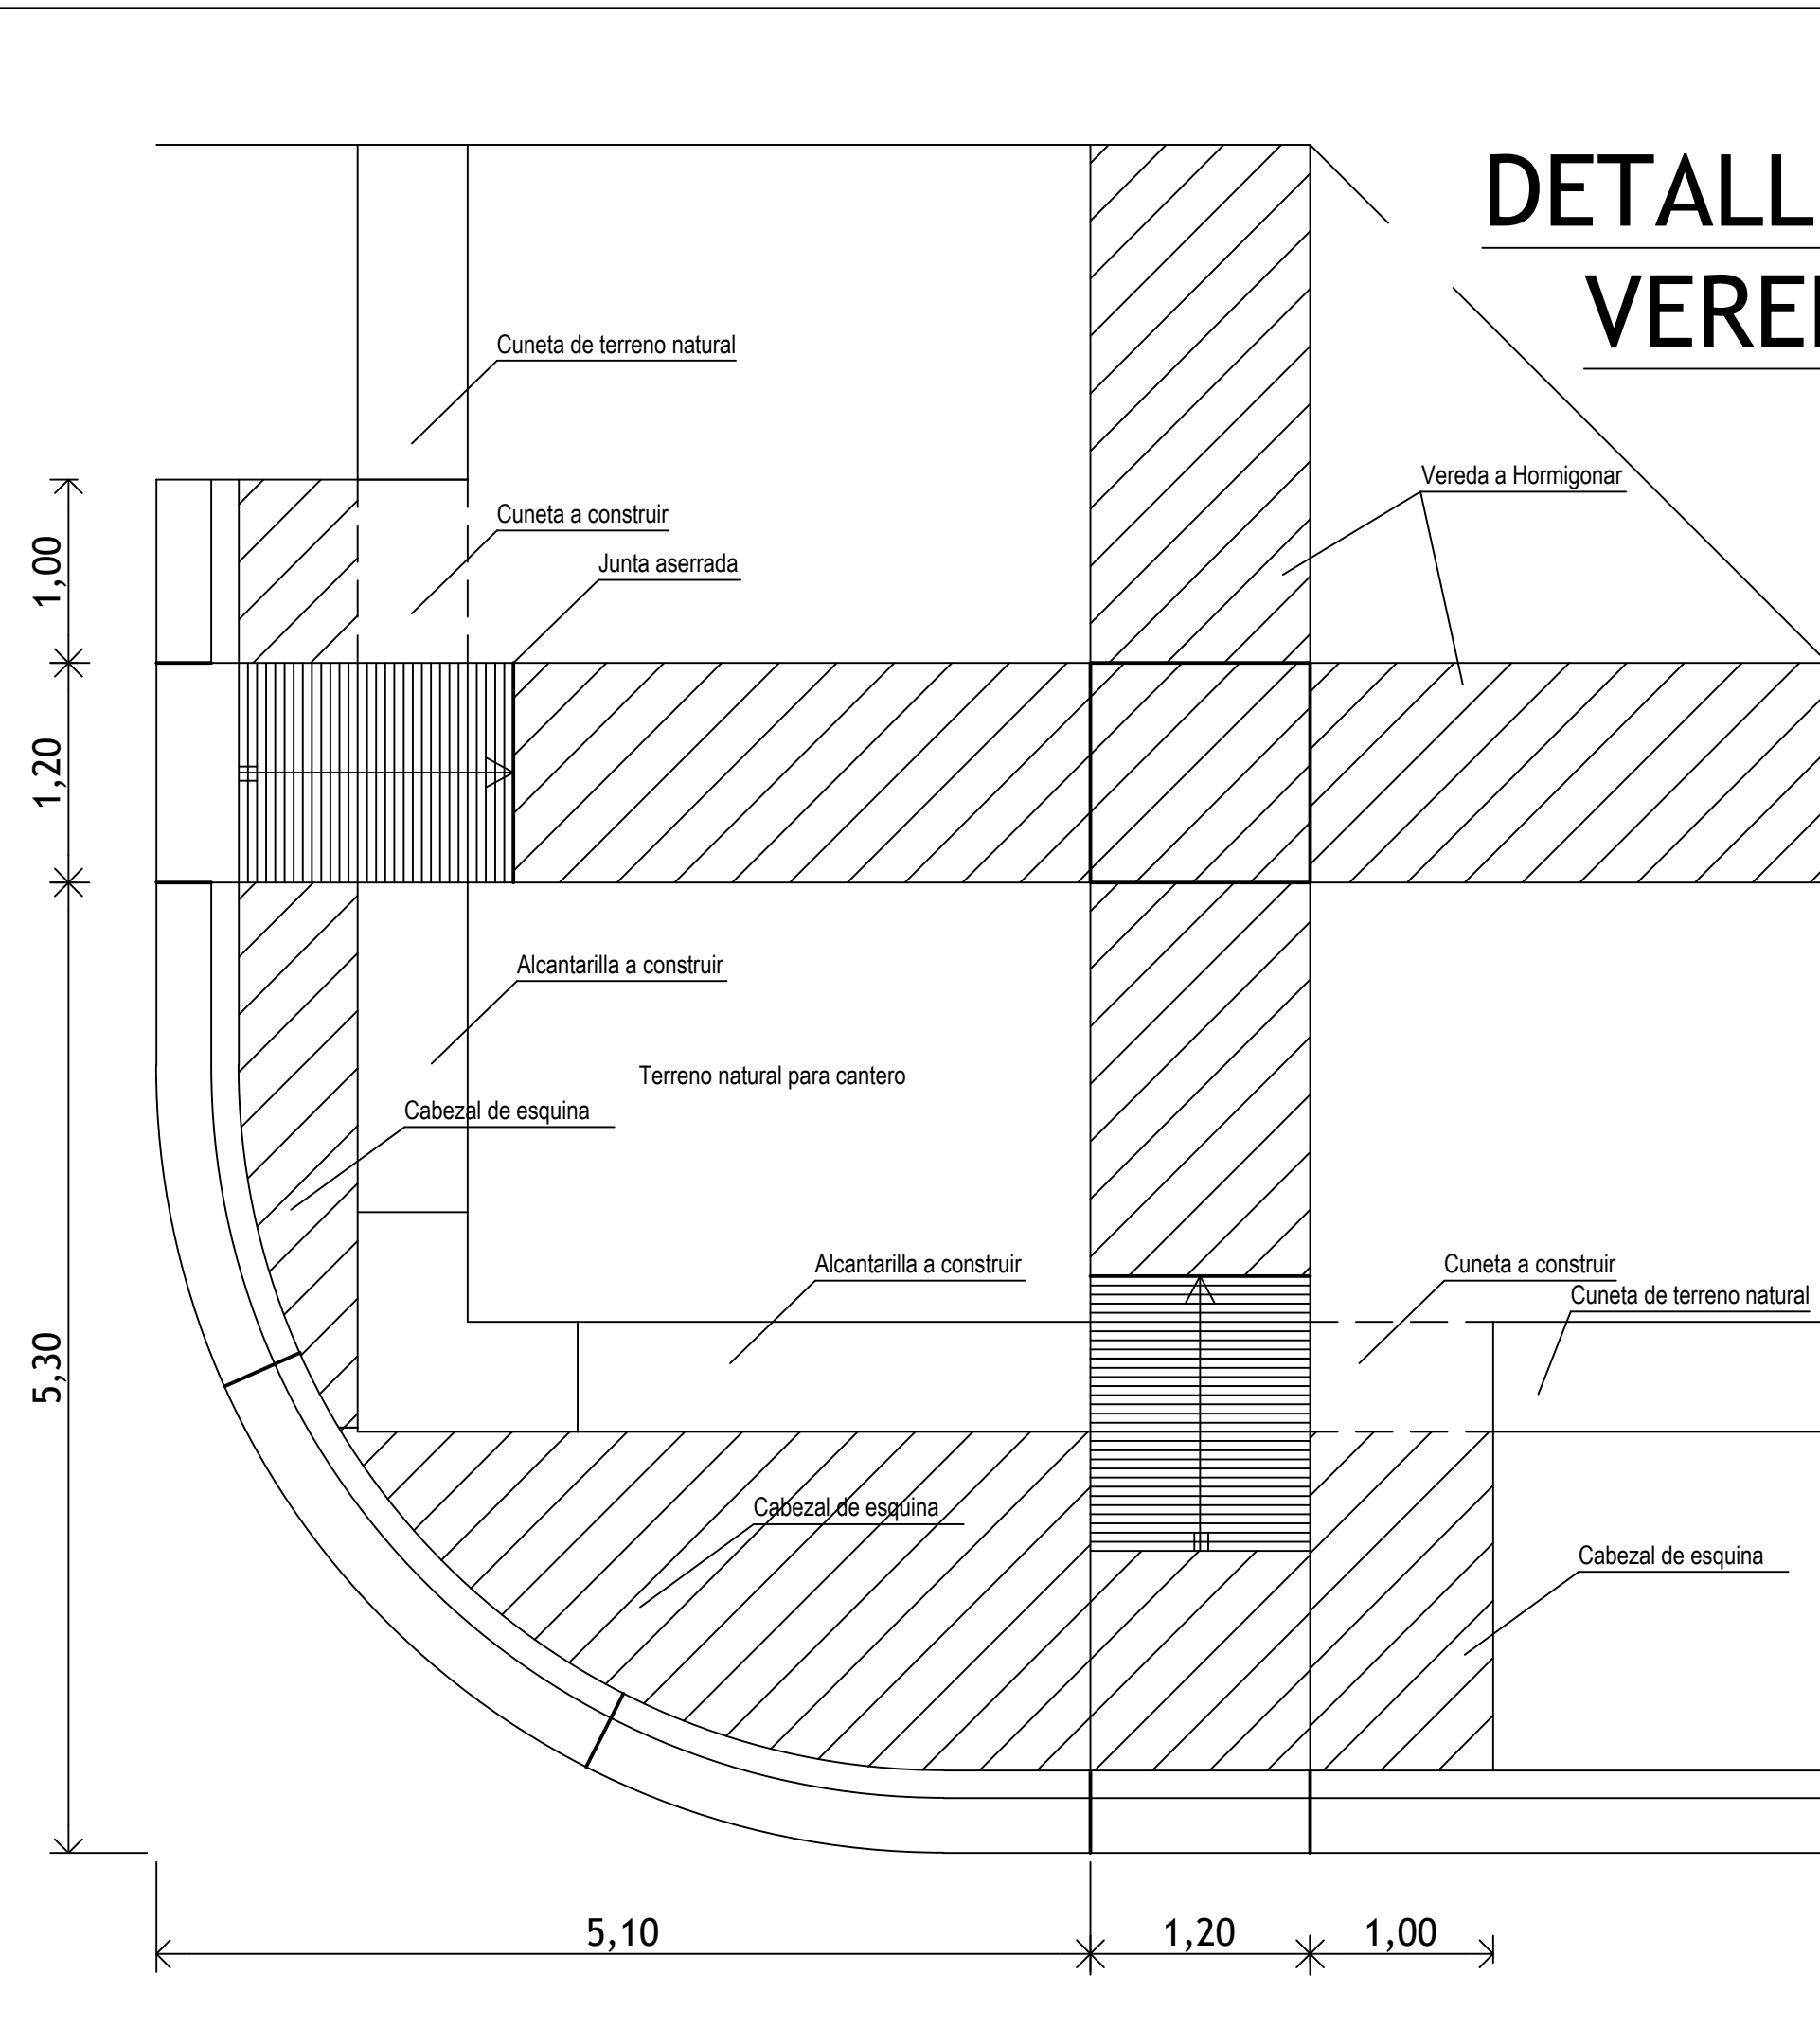 DETALL
VERE
Cuneta de terreno natural
Vereda a Hormigonar
Cuneta a construir
Junta aserrada
1,00
1,20
Alcantarilla a construir
Terreno natural para cantero
Cabezal de esquina
Alcantarilla a construir
Cuneta a construir
Cuneta de terreno natural
5,30
Cabezal de esquina
Cabezal de esquina
5,10
1,20
1,00